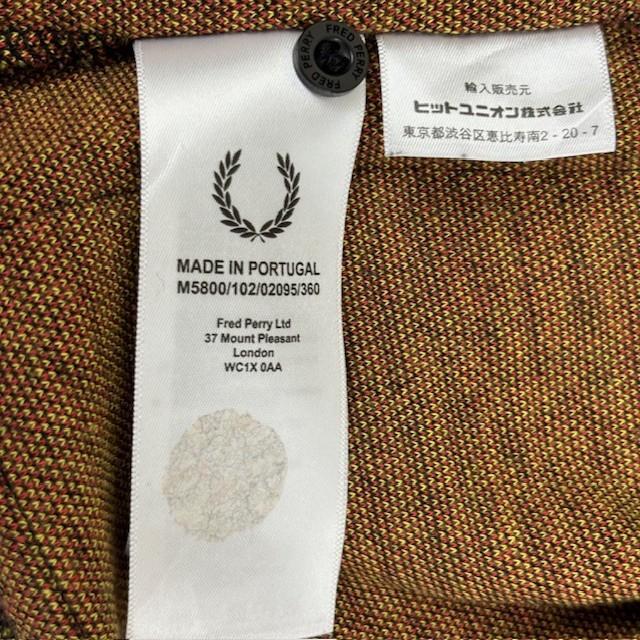 FRED PERRY
FRED PERRY
MADE IN PORTUGAL
M5800/102/02095/360
Fred Perry Ltd
37 Mount Pleasant
London
WC1X 0AA
輸入販売元
ヒットユニオン株式会社
東京都渋谷区恵比寿南2-20-7